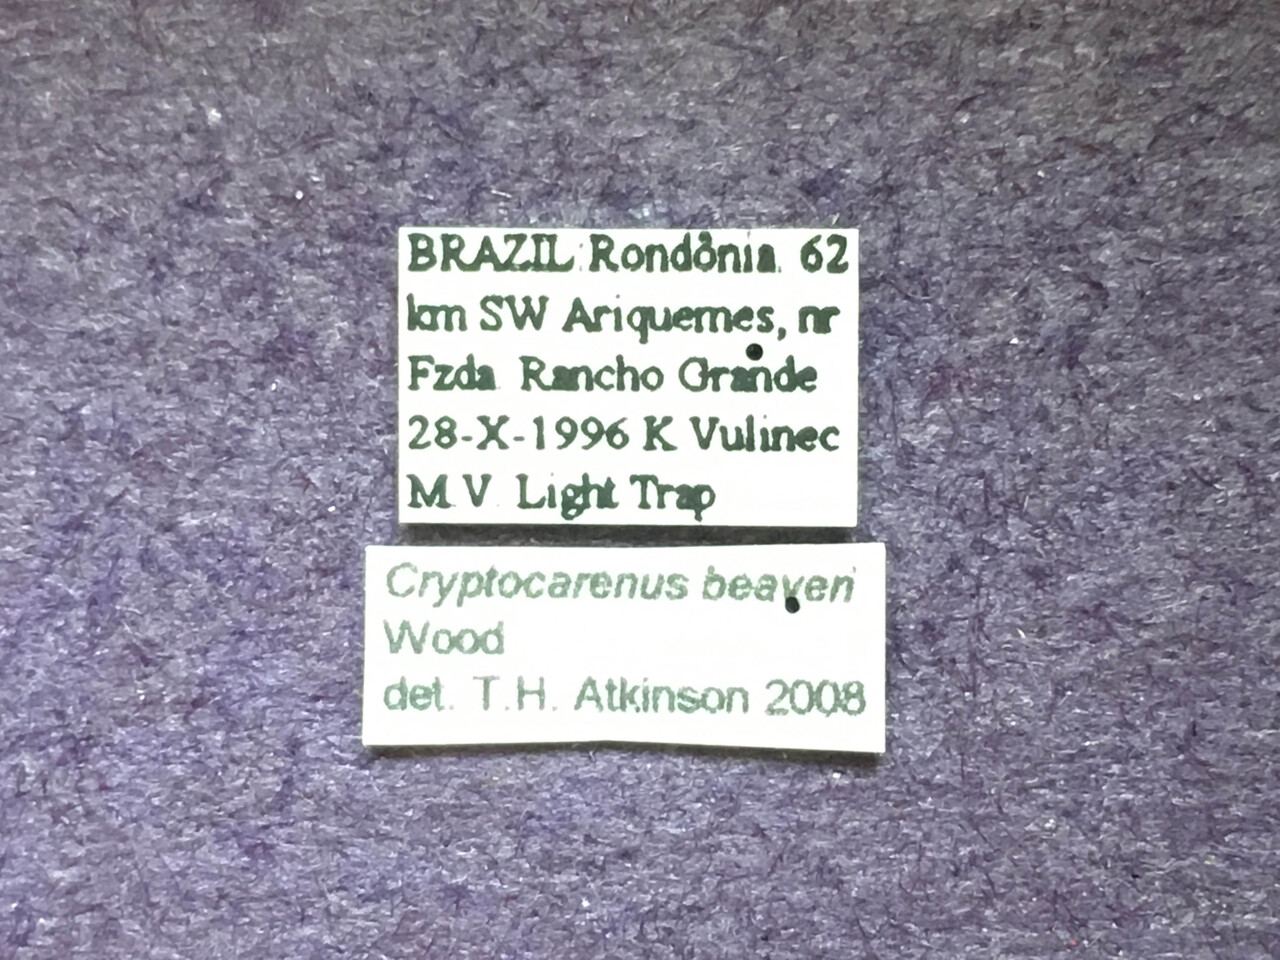 BRAZIL: Rondônia. 62
km SW Ariquemes, nr
Fzda. Rancho Grande
28-X-1996 K Vulinec
M.V. Light Trap
Cryptocarenus beaveri
Wood
det. T.H. Atkinson 2008